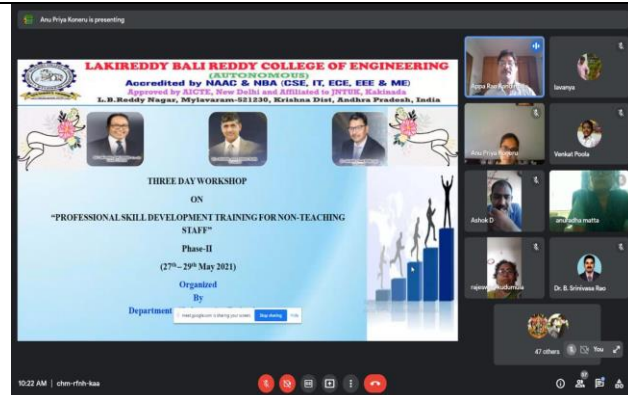 Anu Priya Koneru is presenting
LAKIREDDY BALI REDDY COLLEGE OF ENGINEERING
(AUTONOMOUS)
Accredited by NAAC & NBA (CSE, IT, ECE, EEE & ME)
Approved by AICTE, New Delhi and Affiliated to JNTUK, Kakinada
L.B.Reddy Nagar, Mylavaram-521230, Krishna Dist, Andhra Pradesh, India
THREE DAY WORKSHOP
ON
“PROFESSIONAL SKILL DEVELOPMENT TRAINING FOR NON-TEACHING
STAFF”
Phase-II
(27th – 29th May 2021)
Organized
By
Department
meet.google.com is sharing your screen.
Stop sharing
Hide
Appa Rao
lavanya
Anu Priya Koneru
Venkat Poola
Ashok D
anuradha matta
Dr. B. Srinivasa Rao
47 others
You
10:22 AM | ohm-rfnh-kaa